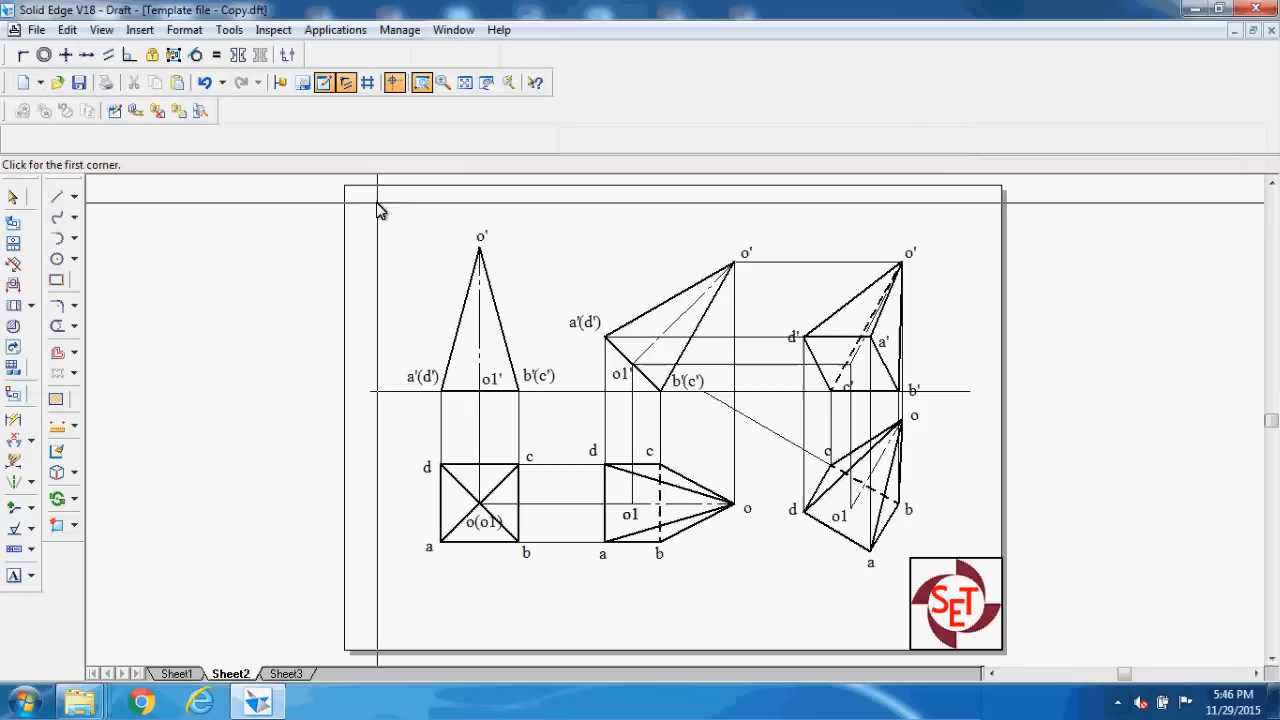 Solid Edge V18 - Draft - [Template file - Copy.dft]
File Edit View Insert Format Tools Inspect Applications Manage Window Help
Click for the first corner.
o'
o'
o'
a'(d')
d'
a'
a'(d')
o1'
b'(c')
o1'
b'(c')
c'
b'
o
d
c
d
c
c
o(o1)
o1
o
d
o1
b
a
b
a
b
a
SET
Sheet1 Sheet2 Sheet3
5:46 PM
11/29/2015